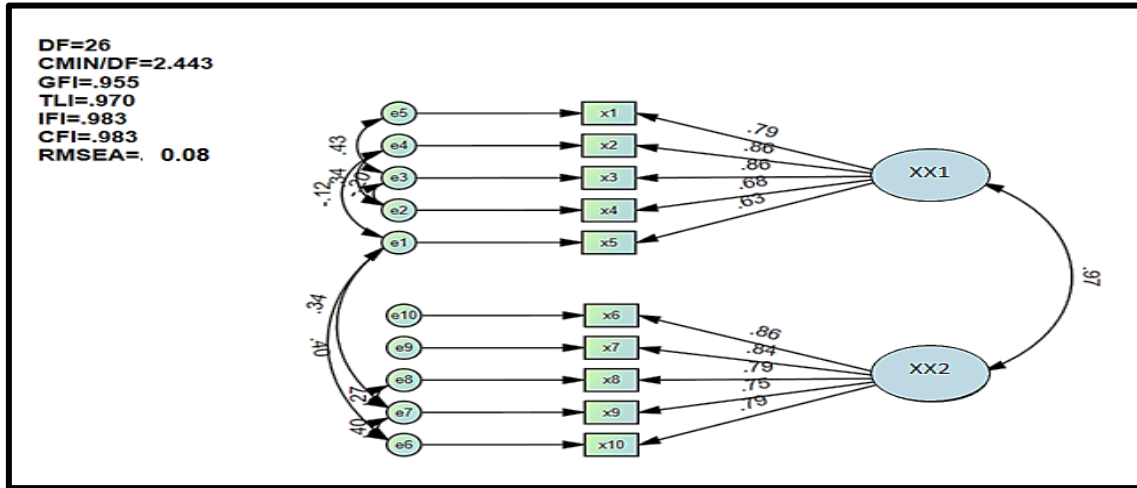 DF=26
CMIN/DF=2.443
GFI=.955
TLI=.970
IFI=.983
CFI=.983
RMSEA=. 0.08
e5 x1 .79
.43 e4 x2 .86
e3 x3 .86 XX1
-.12 .34 -.20 e2 x4 .68
e1 x5 .63
.97
.34 e10 x6 .86
.40 e9 x7 .84
e8 x8 .79 XX2
.27 e7 x9 .75
.40 e6 x10 .79